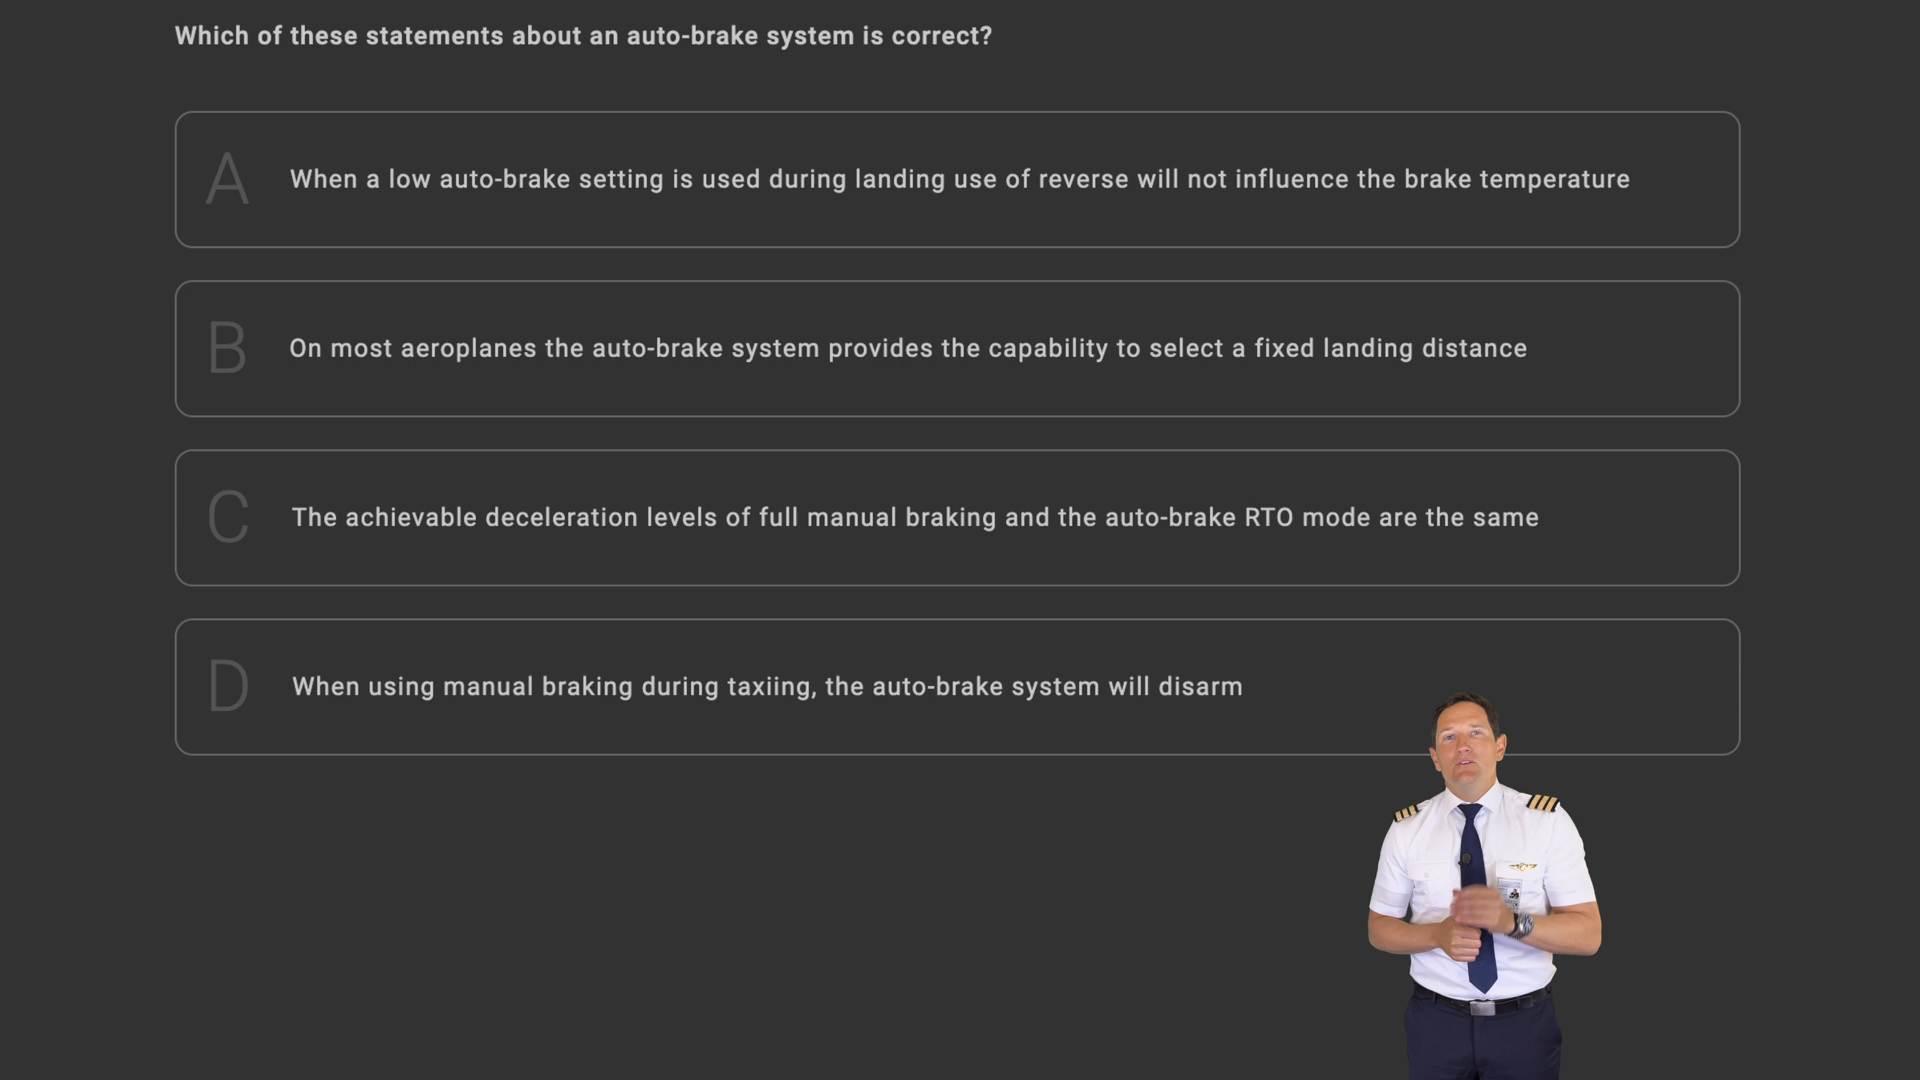 Which of these statements about an auto-brake system is correct?
A
When a low auto-brake setting is used during landing use of reverse will not influence the brake temperature
B
On most aeroplanes the auto-brake system provides the capability to select a fixed landing distance
C
The achievable deceleration levels of full manual braking and the auto-brake RTO mode are the same
D
When using manual braking during taxiing, the auto-brake system will disarm